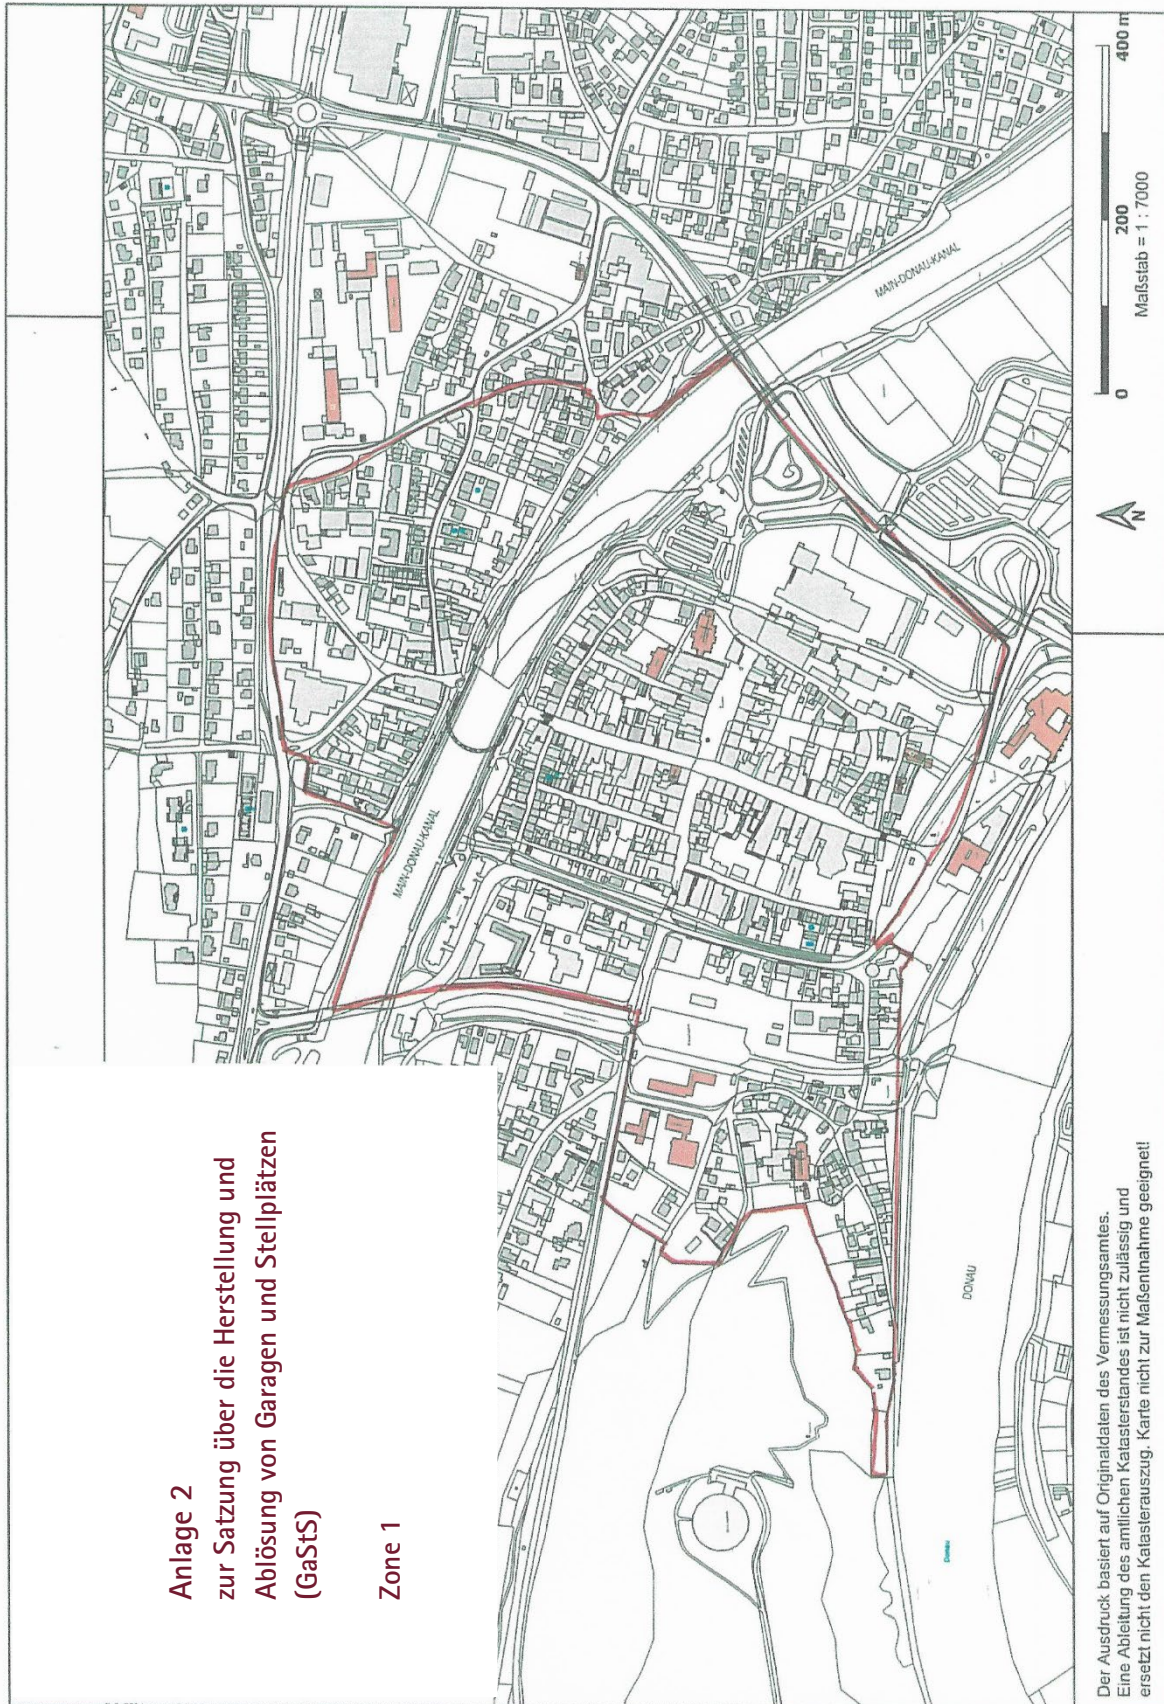 Anlage 2
zur Satzung über die Herstellung und
Ablösung von Garagen und Stellplätzen
(GaStS)
Zone 1
MAIN-DONAU-KANAL
MAIN-DONAU-KANAL
DONAU
Donau
N
0 200 400 m
Maßstab = 1 : 7000
Der Ausdruck basiert auf Originaldaten des Vermessungsamtes.
Eine Ableitung des amtlichen Katasterstandes ist nicht zulässig und
ersetzt nicht den Katasterauszug. Karte nicht zur Maßentnahme geeignet!